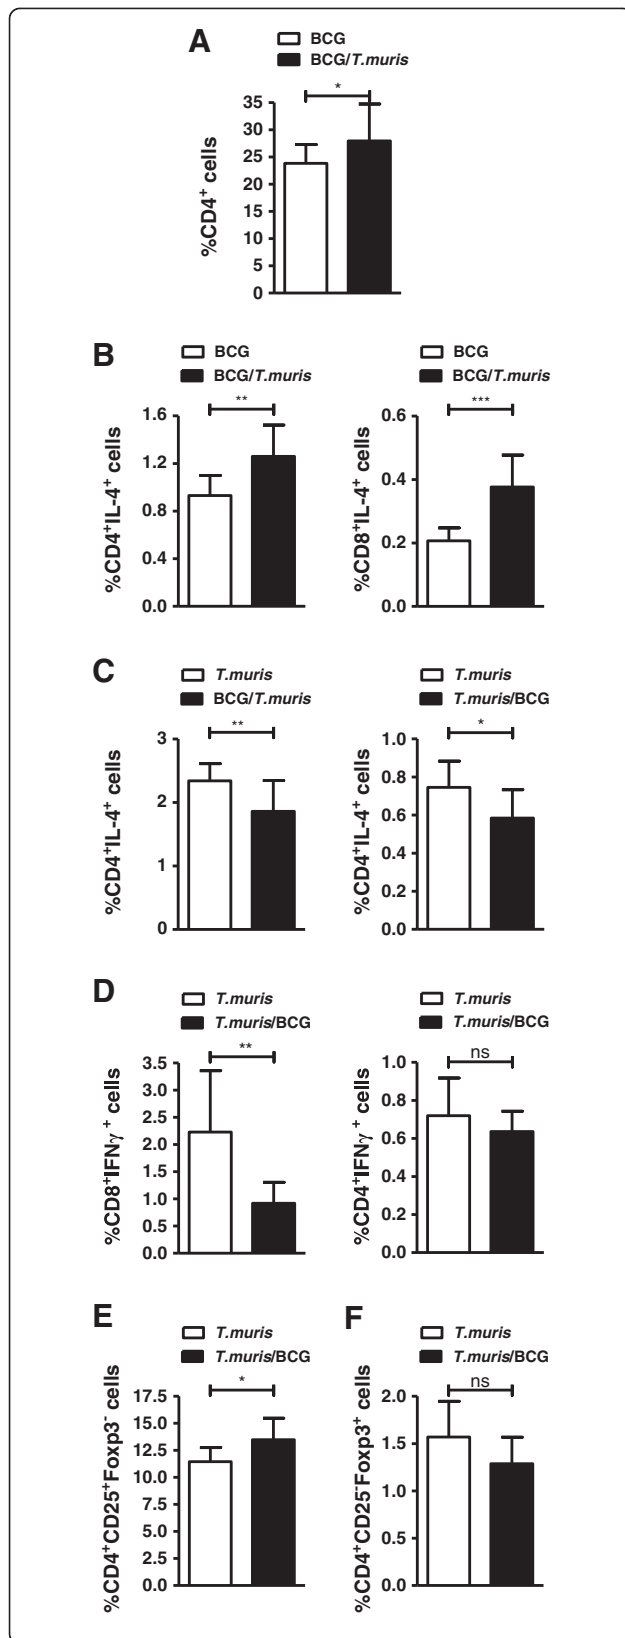 A
BCG
BCG/T.muris
*
%CD4+ cells
35
30
25
20
15
10
5
0
B
BCG
BCG/T.muris
**
%CD4+IL-4+ cells
1.6
1.2
0.8
0.4
0.0
BCG
BCG/T.muris
***
%CD8+IL-4+ cells
0.6
0.4
0.2
0.0
C
T.muris
BCG/T.muris
**
%CD4+IL-4+ cells
3
2
1
0
T.muris
T.muris/BCG
*
%CD4+IL-4+ cells
1.0
0.8
0.6
0.4
0.2
0.0
D
T.muris
T.muris/BCG
**
%CD8+IFNγ+ cells
3.5
3.0
2.5
2.0
1.5
1.0
0.5
0.0
T.muris
T.muris/BCG
ns
%CD4+IFNγ+ cells
1.0
0.8
0.6
0.4
0.2
0.0
E
T.muris
T.muris/BCG
*
%CD4+CD25+Foxp3- cells
17.5
15.0
12.5
10.0
7.5
5.0
2.5
0.0
F
T.muris
T.muris/BCG
ns
%CD4+CD25-Foxp3+ cells
2.0
1.5
1.0
0.5
0.0